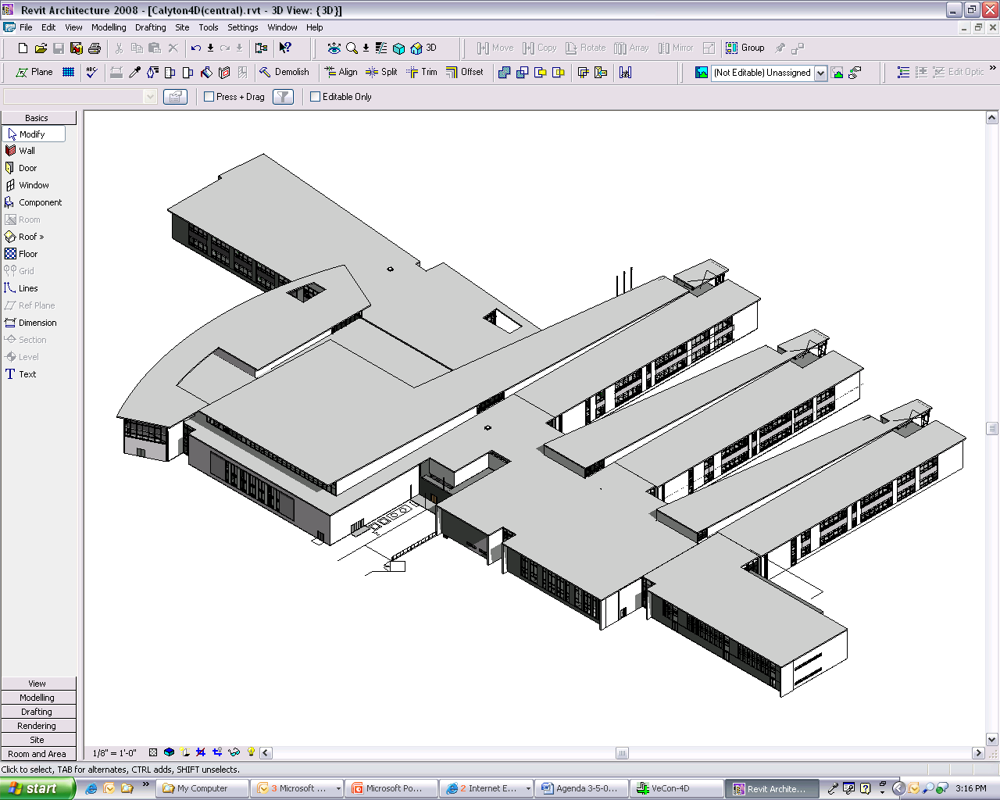 Revit Architecture 2008 - [Calyton4D(central).rvt - 3D View: {3D}]
File Edit View Modelling Drafting Site Tools Settings Window Help
3D Move Copy Rotate Array Mirror Group
Plane Demolish Align Split Trim Offset (Not Editable) Unassigned Edit Optic »
Press + Drag Editable Only
Basics
Modify
Wall
Door
Window
Component
Room
Roof »
Floor
Grid
Lines
Ref Plane
Dimension
Section
Level
Text
View
Modelling
Drafting
Rendering
Site
Room and Area
1/8" = 1'-0"
Click to select, TAB for alternates, CTRL adds, SHIFT unselects.
start » My Computer 3 Microsoft ... Microsoft Po... 2 Internet E... Agenda 3-5-0... VeCon-4D Revit Archite... » 3:16 PM